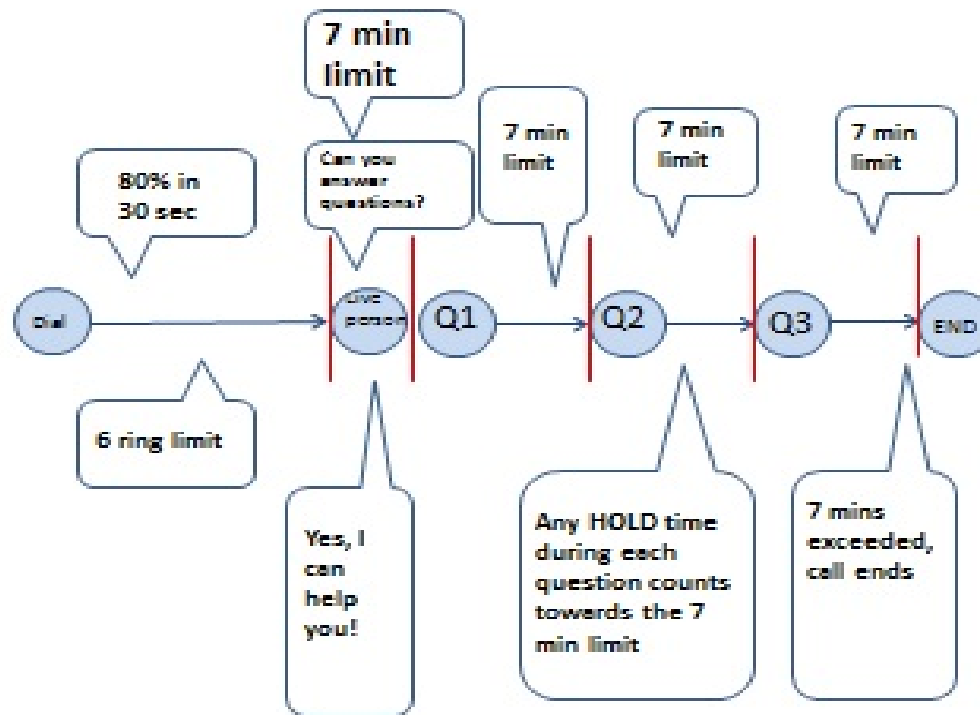 7 min
limit
Can you
answer
questions?
80% in
30 sec
7 min
limit
7 min
limit
7 min
limit
Dial
Live
person
Q1
Q2
Q3
END
6 ring limit
Yes, I
can
help
you!
Any HOLD time
during each
question counts
towards the 7
min limit
7 mins
exceeded,
call ends